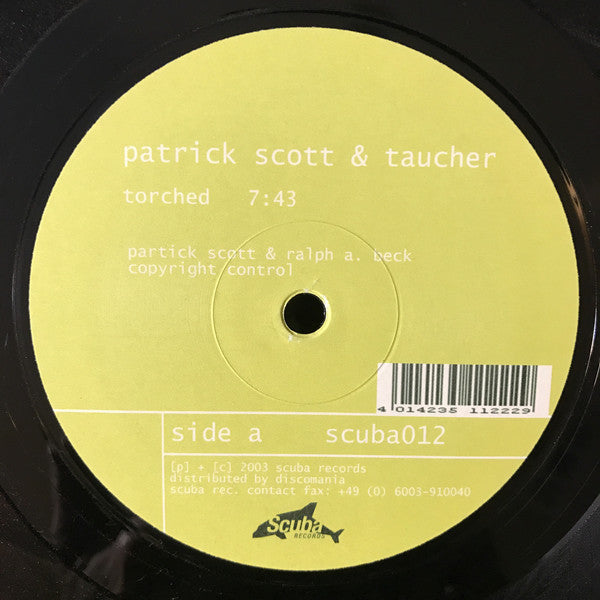 patrick scott & taucher
torched 7:43
partick scott & ralph a. beck
copyright control
4 014235 112229
side a scuba012
[p] + [c] 2003 scuba records
distributed by discomania
scuba rec. contact fax: +49 (0) 6003-910040
Scuba
RECORDS